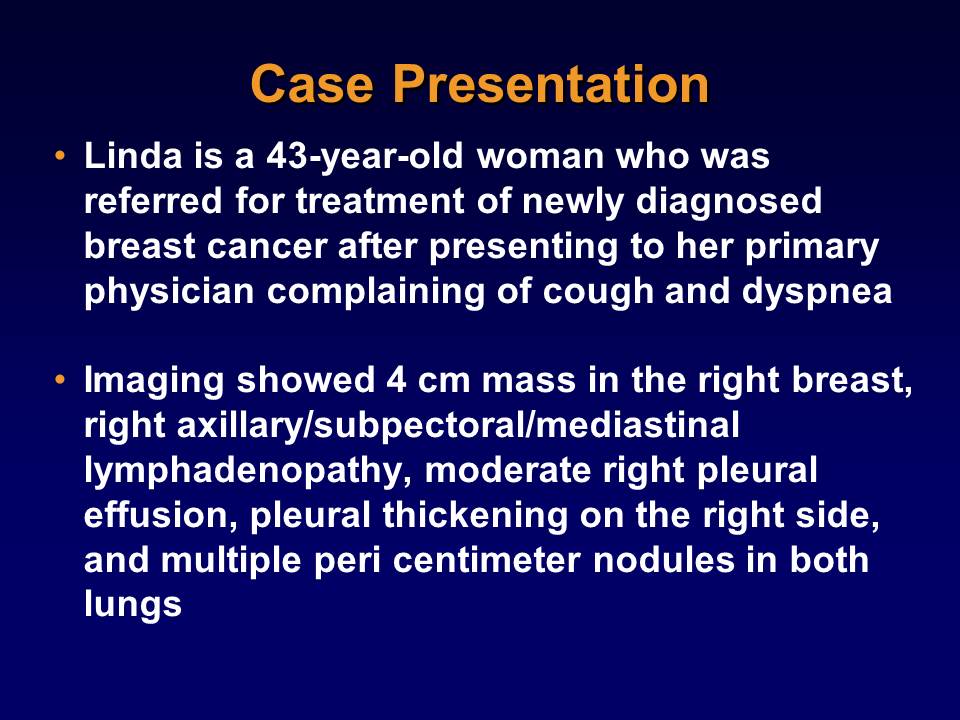 Case Presentation
• Linda is a 43-year-old woman who was
referred for treatment of newly diagnosed
breast cancer after presenting to her primary
physician complaining of cough and dyspnea
• Imaging showed 4 cm mass in the right breast,
right axillary/subpectoral/mediastinal
lymphadenopathy, moderate right pleural
effusion, pleural thickening on the right side,
and multiple peri centimeter nodules in both
lungs